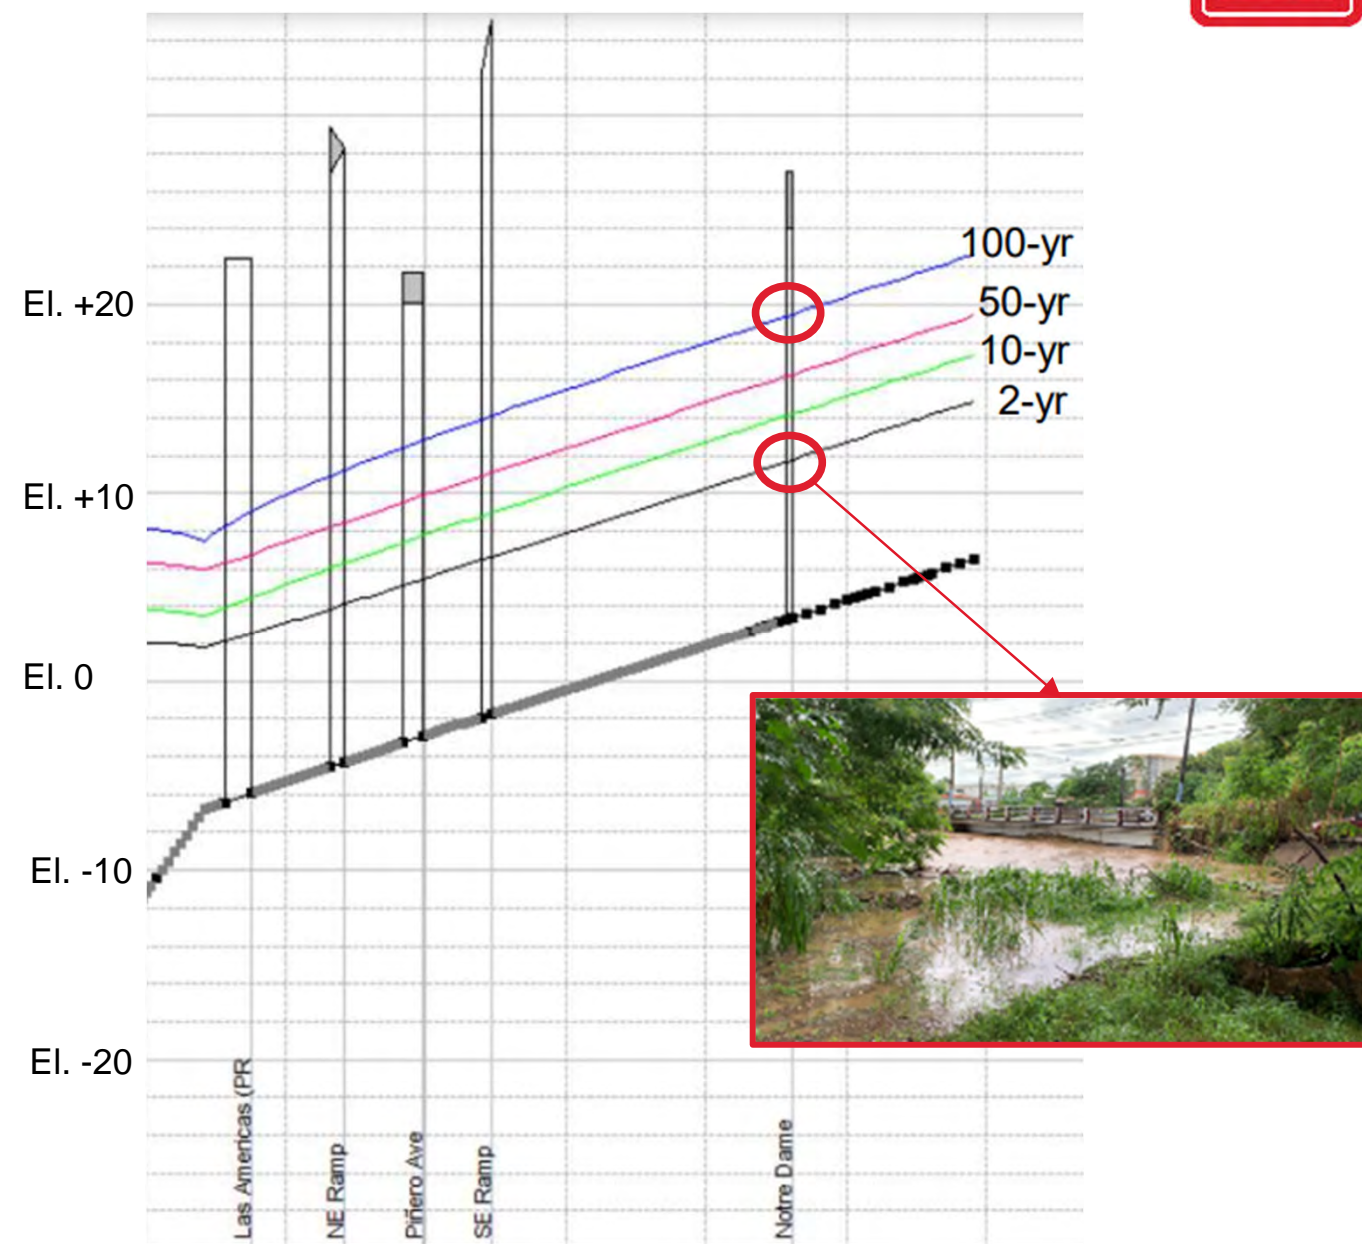 100-yr
El. +20
50-yr
10-yr
2-yr
El. +10
El. 0
El. -10
El. -20
Las Americas (PR
NE Ramp
Piñero Ave
SE Ramp
Notre Dame